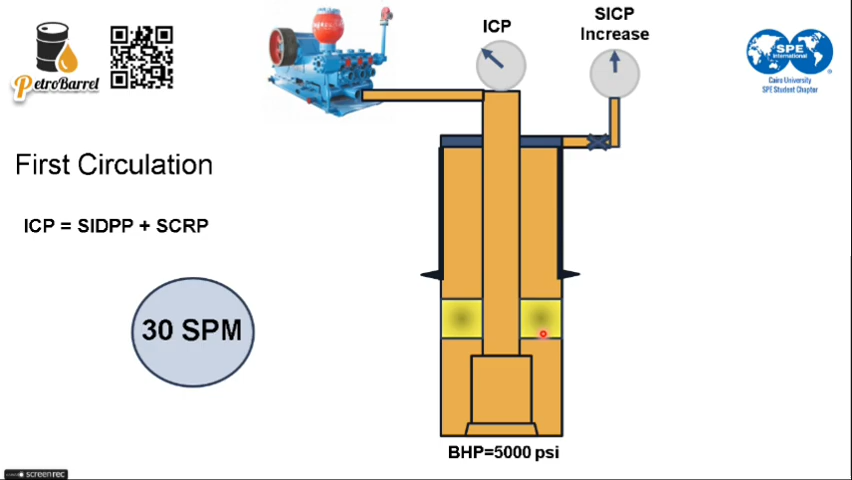 PetroBarrel
ICP
SICP
Increase
SPE
International
Cairo University
SPE Student Chapter
First Circulation
ICP = SIDPP + SCRP
30 SPM
BHP=5000 psi
screenrec